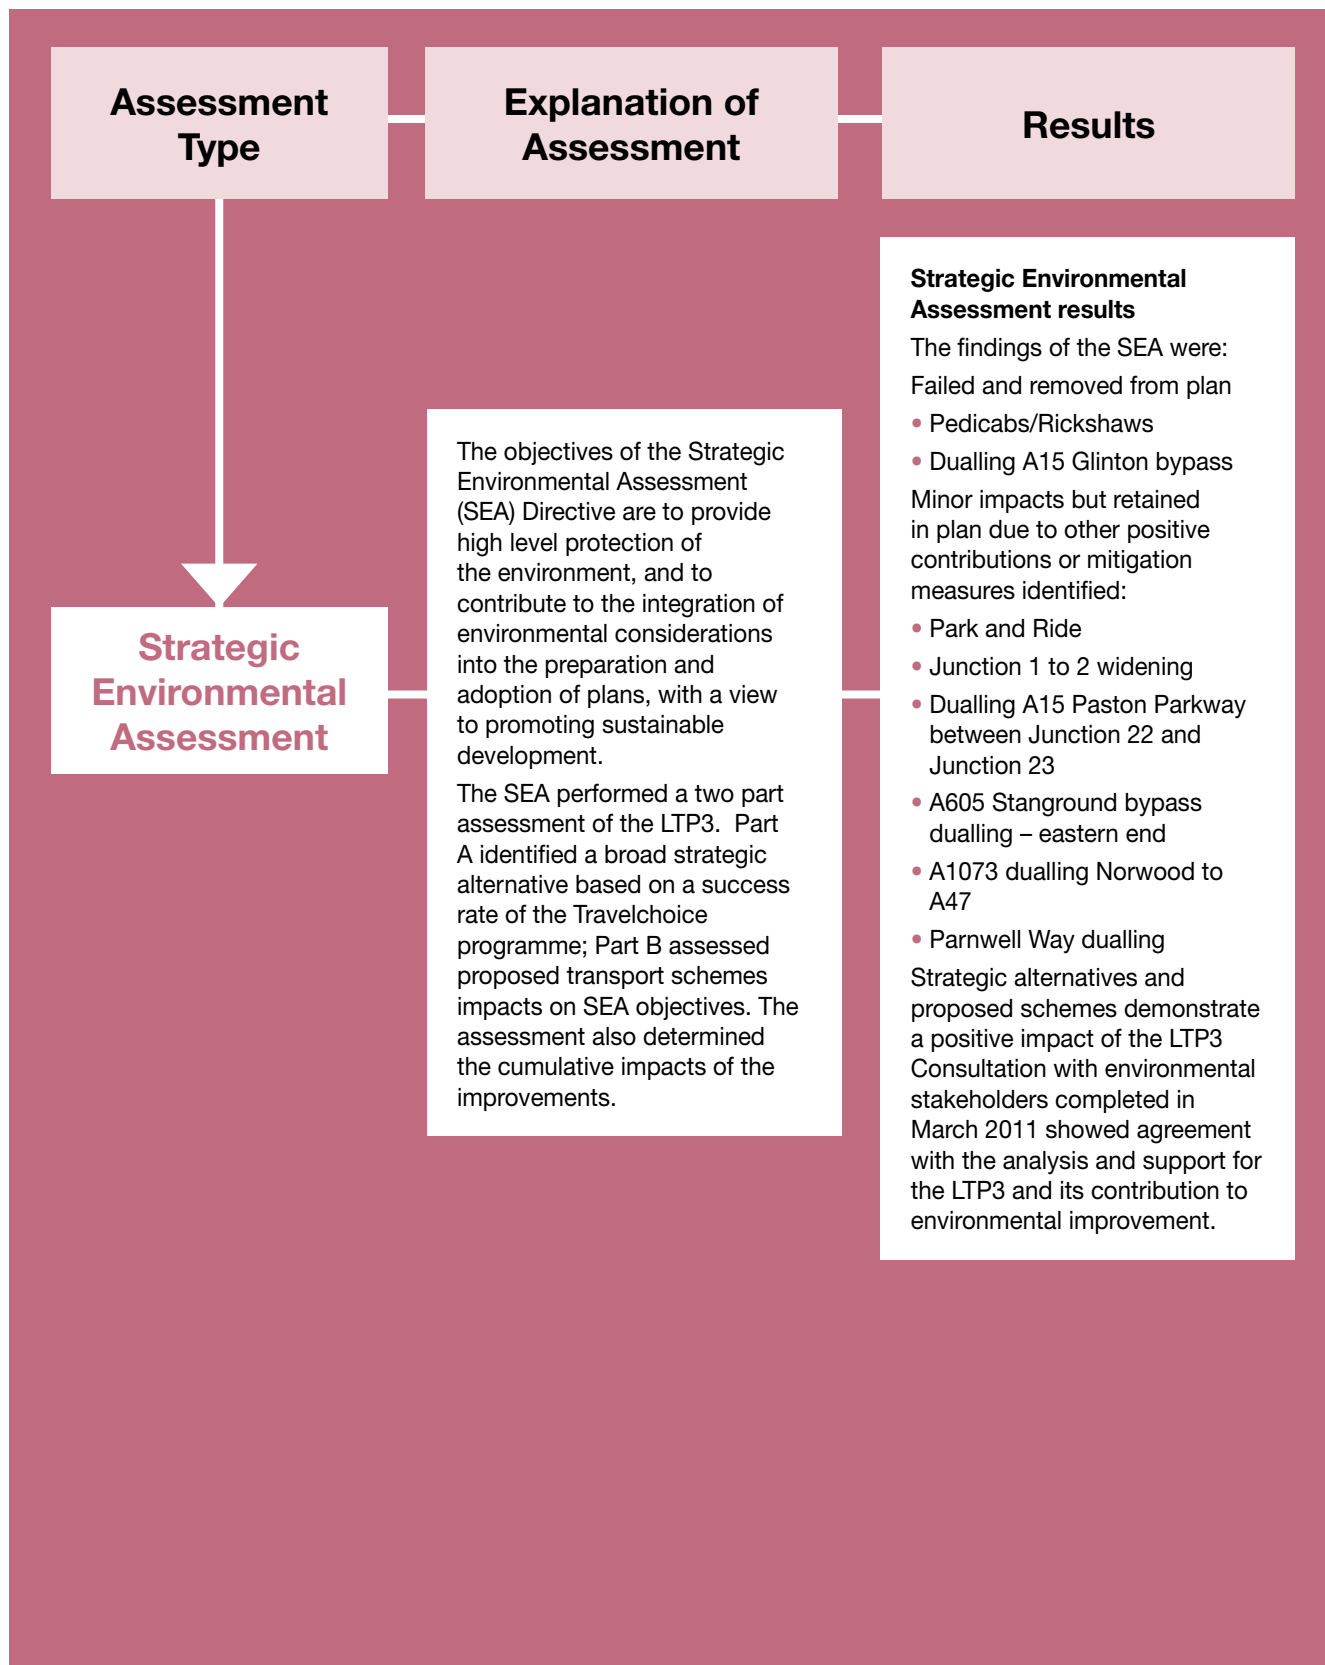 Assessment
Type
Explanation of
Assessment
Results
Strategic
Environmental
Assessment
The objectives of the Strategic
Environmental Assessment
(SEA) Directive are to provide
high level protection of
the environment, and to
contribute to the integration of
environmental considerations
into the preparation and
adoption of plans, with a view
to promoting sustainable
development.
The SEA performed a two part
assessment of the LTP3.  Part
A identified a broad strategic
alternative based on a success
rate of the Travelchoice
programme; Part B assessed
proposed transport schemes
impacts on SEA objectives. The
assessment also determined
the cumulative impacts of the
improvements.
Strategic Environmental
Assessment results
The findings of the SEA were:
Failed and removed from plan
• Pedicabs/Rickshaws
• Dualling A15 Glinton bypass
Minor impacts but retained
in plan due to other positive
contributions or mitigation
measures identified:
• Park and Ride
• Junction 1 to 2 widening
• Dualling A15 Paston Parkway
between Junction 22 and
Junction 23
• A605 Stanground bypass
dualling – eastern end
• A1073 dualling Norwood to
A47
• Parnwell Way dualling
Strategic alternatives and
proposed schemes demonstrate
a positive impact of the LTP3
Consultation with environmental
stakeholders completed in
March 2011 showed agreement
with the analysis and support for
the LTP3 and its contribution to
environmental improvement.